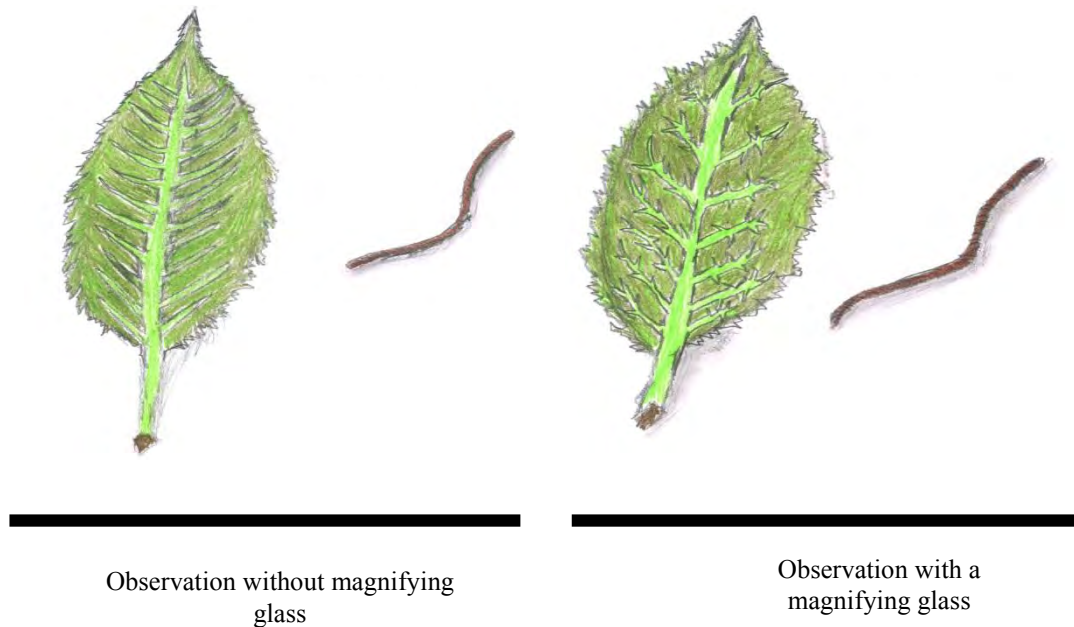 Observation without magnifying
glass
Observation with a
magnifying glass